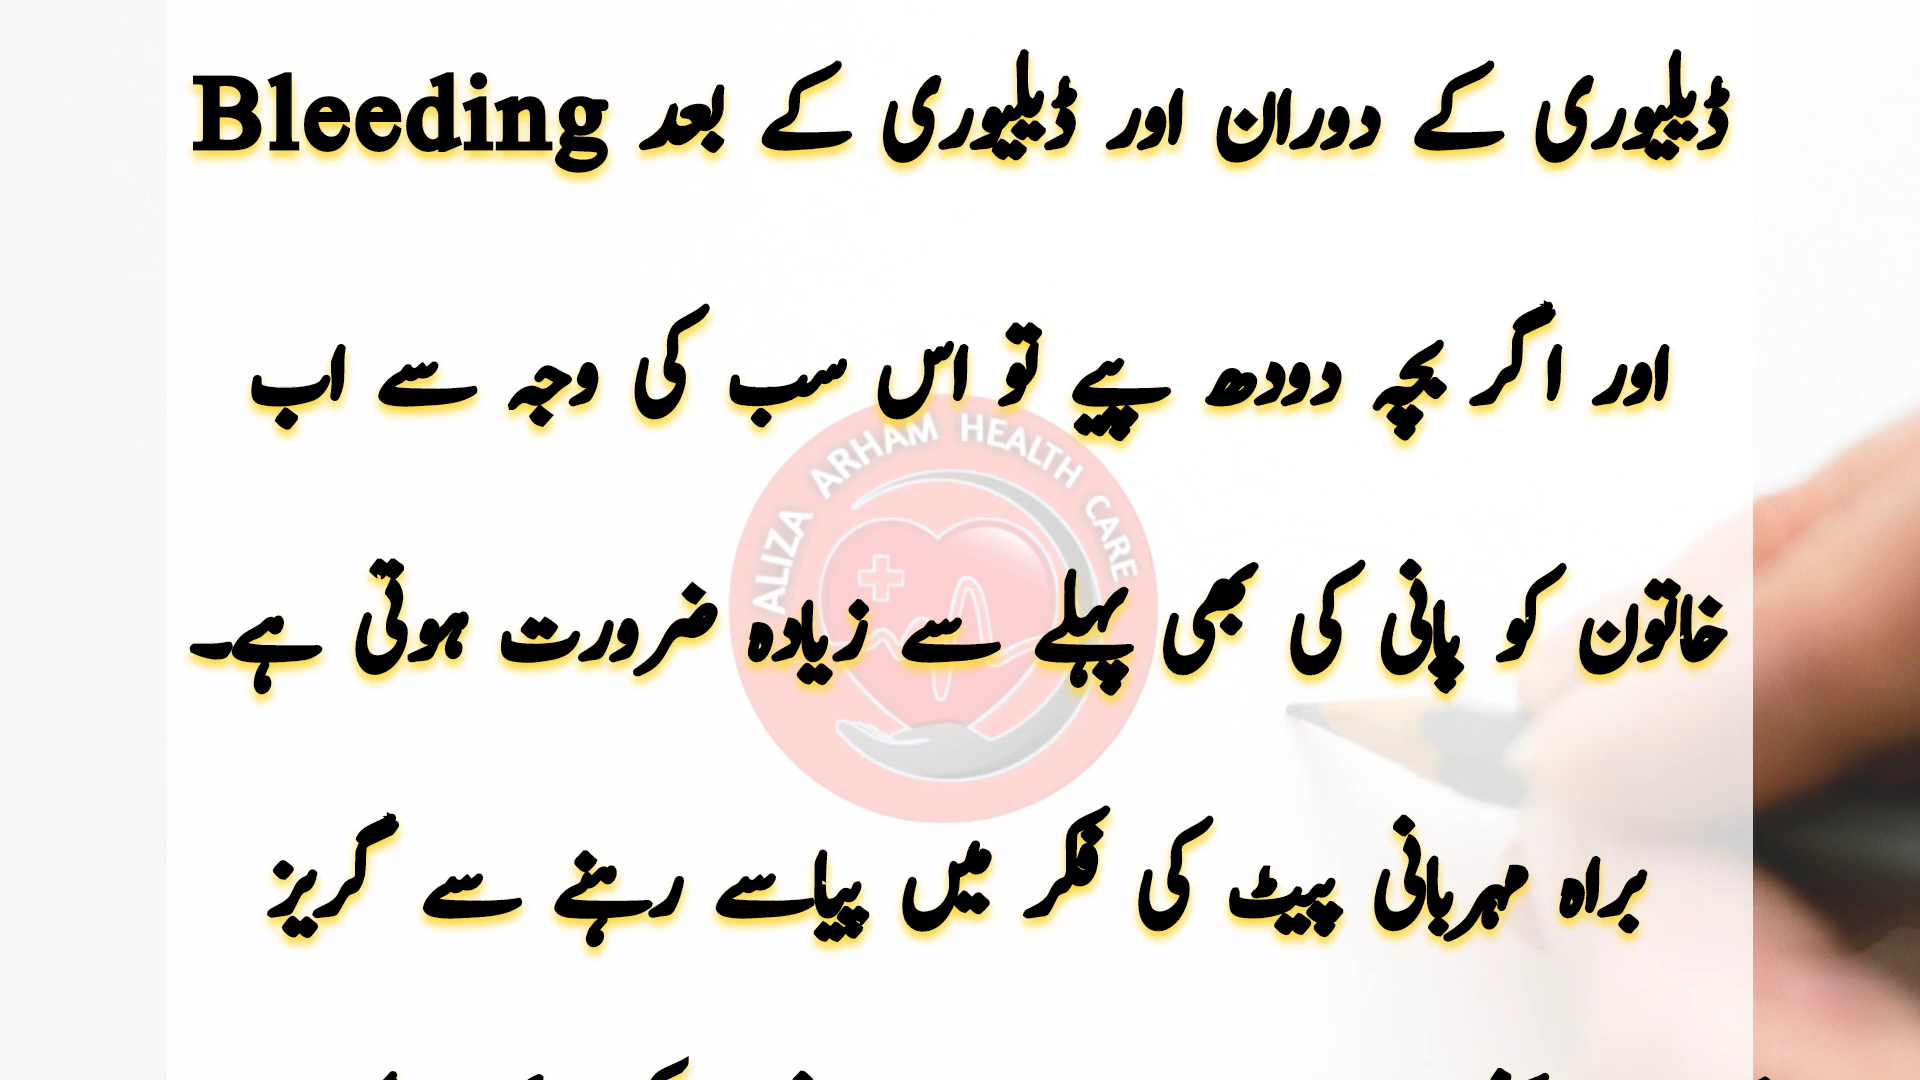 ڈیلیوری کے دوران اور ڈیلیوری کے بعد Bleeding
اور اگر بچہ دودھ پیے تو اس سب کی وجہ سے اب
ALIZA ARHAM HEALTH CARE
خاتون کو پانی کی بھی پہلے سے زیادہ ضرورت ہوتی ہے۔
براہ مہربانی پیٹ کی فکر میں پیاسے رہنے سے گریز